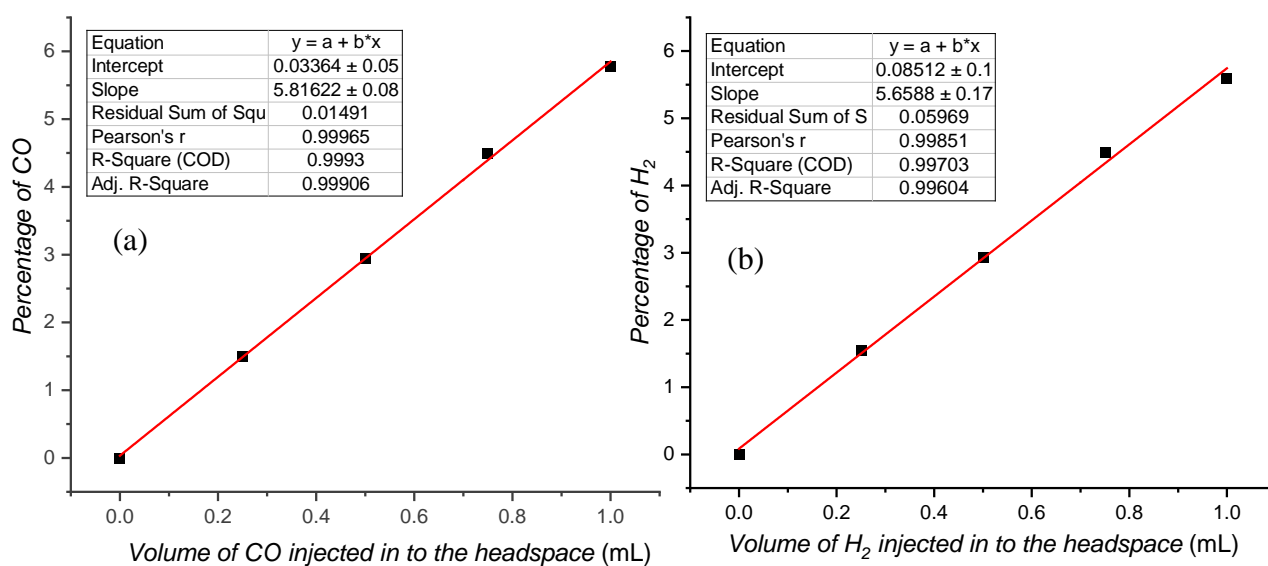 Equation y = a + b*x
Intercept 0.03364 ± 0.05
Slope 5.81622 ± 0.08
Residual Sum of Squ 0.01491
Pearson's r 0.99965
R-Square (COD) 0.9993
Adj. R-Square 0.99906
(a)
Percentage of CO
6
5
4
3
2
1
0
0.0 0.2 0.4 0.6 0.8 1.0
Volume of CO injected in to the headspace (mL)
Equation y = a + b*x
Intercept 0.08512 ± 0.1
Slope 5.6588 ± 0.17
Residual Sum of S 0.05969
Pearson's r 0.99851
R-Square (COD) 0.99703
Adj. R-Square 0.99604
(b)
Percentage of H₂
6
5
4
3
2
1
0
0.0 0.2 0.4 0.6 0.8 1.0
Volume of H₂ injected in to the headspace (mL)